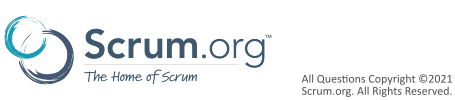 Scrum.org™
The Home of Scrum
All Questions Copyright ©2021
Scrum.org. All Rights Reserved.